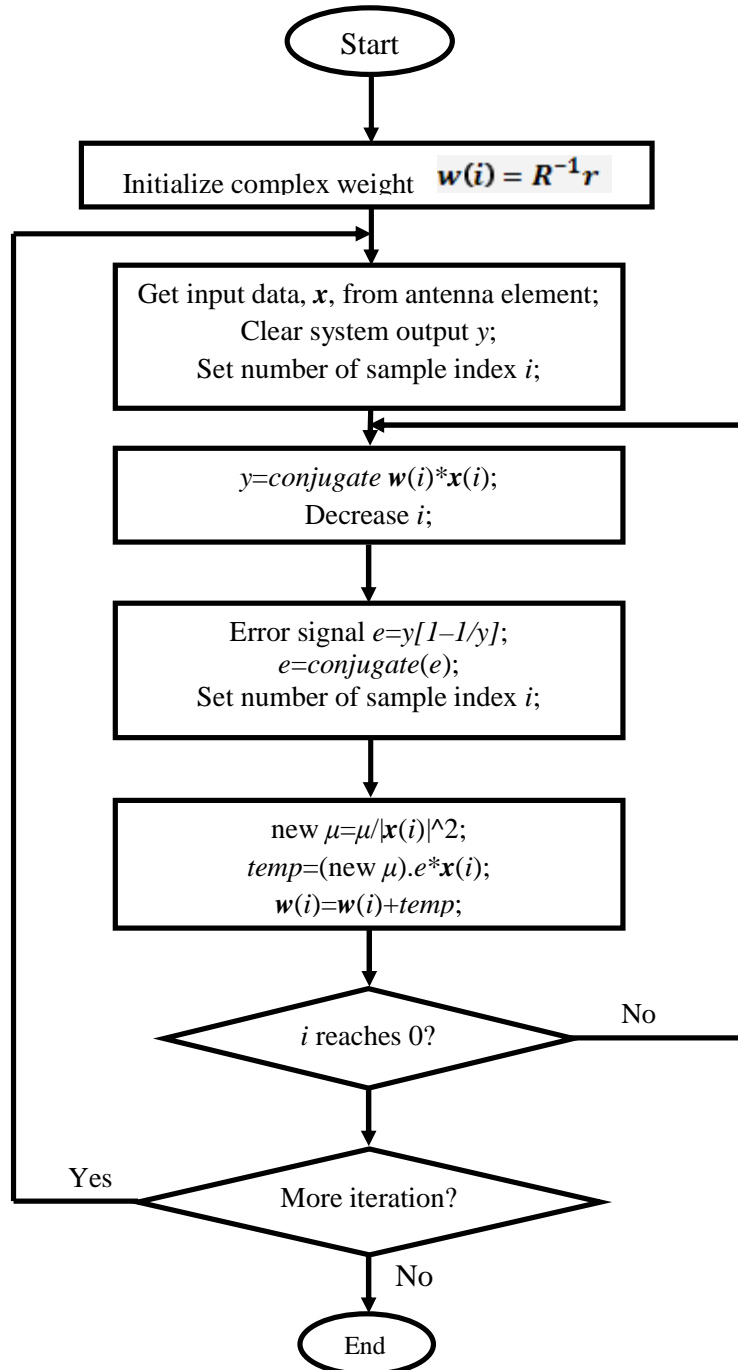 Start
Initialize complex weight w(i) = R⁻¹r
Get input data, x, from antenna element;
Clear system output y;
Set number of sample index i;
y=conjugate w(i)*x(i);
Decrease i;
Error signal e=y[1–1/y];
e=conjugate(e);
Set number of sample index i;
new μ=μ/|x(i)|^2;
temp=(new μ).e*x(i);
w(i)=w(i)+temp;
i reaches 0?
No
More iteration?
Yes
No
End